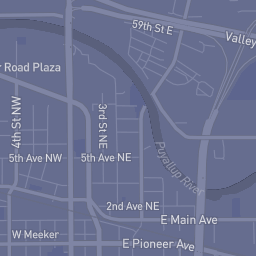 59th St E
Valley
r Road Plaza
4th St NW
3rd St NE
5th Ave NW
5th Ave NE
Puyallup River
2nd Ave NE
E Main Ave
W Meeker
E Pioneer Ave